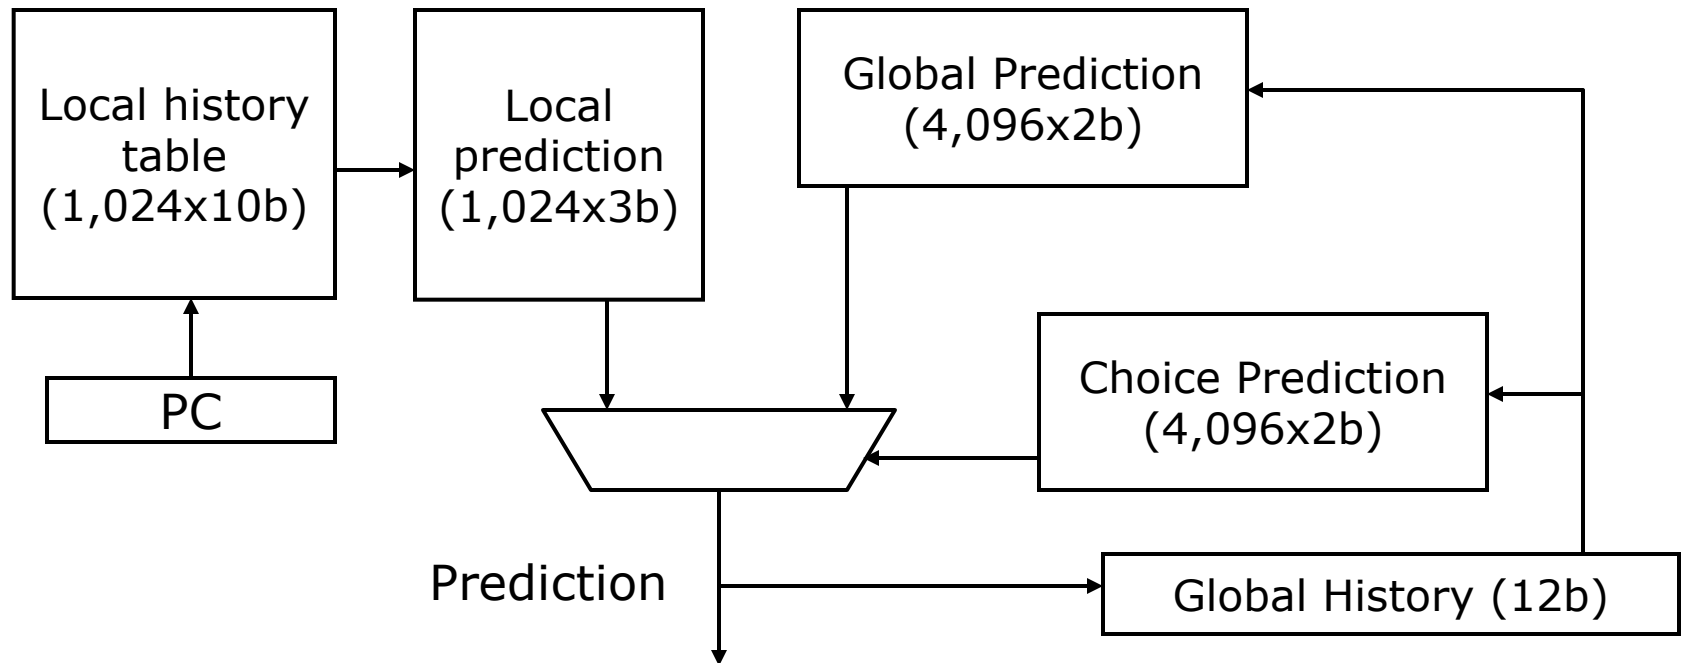 Local history
table
(1,024x10b)
Local
prediction
(1,024x3b)
Global Prediction
(4,096x2b)
PC
Choice Prediction
(4,096x2b)
Prediction
Global History (12b)